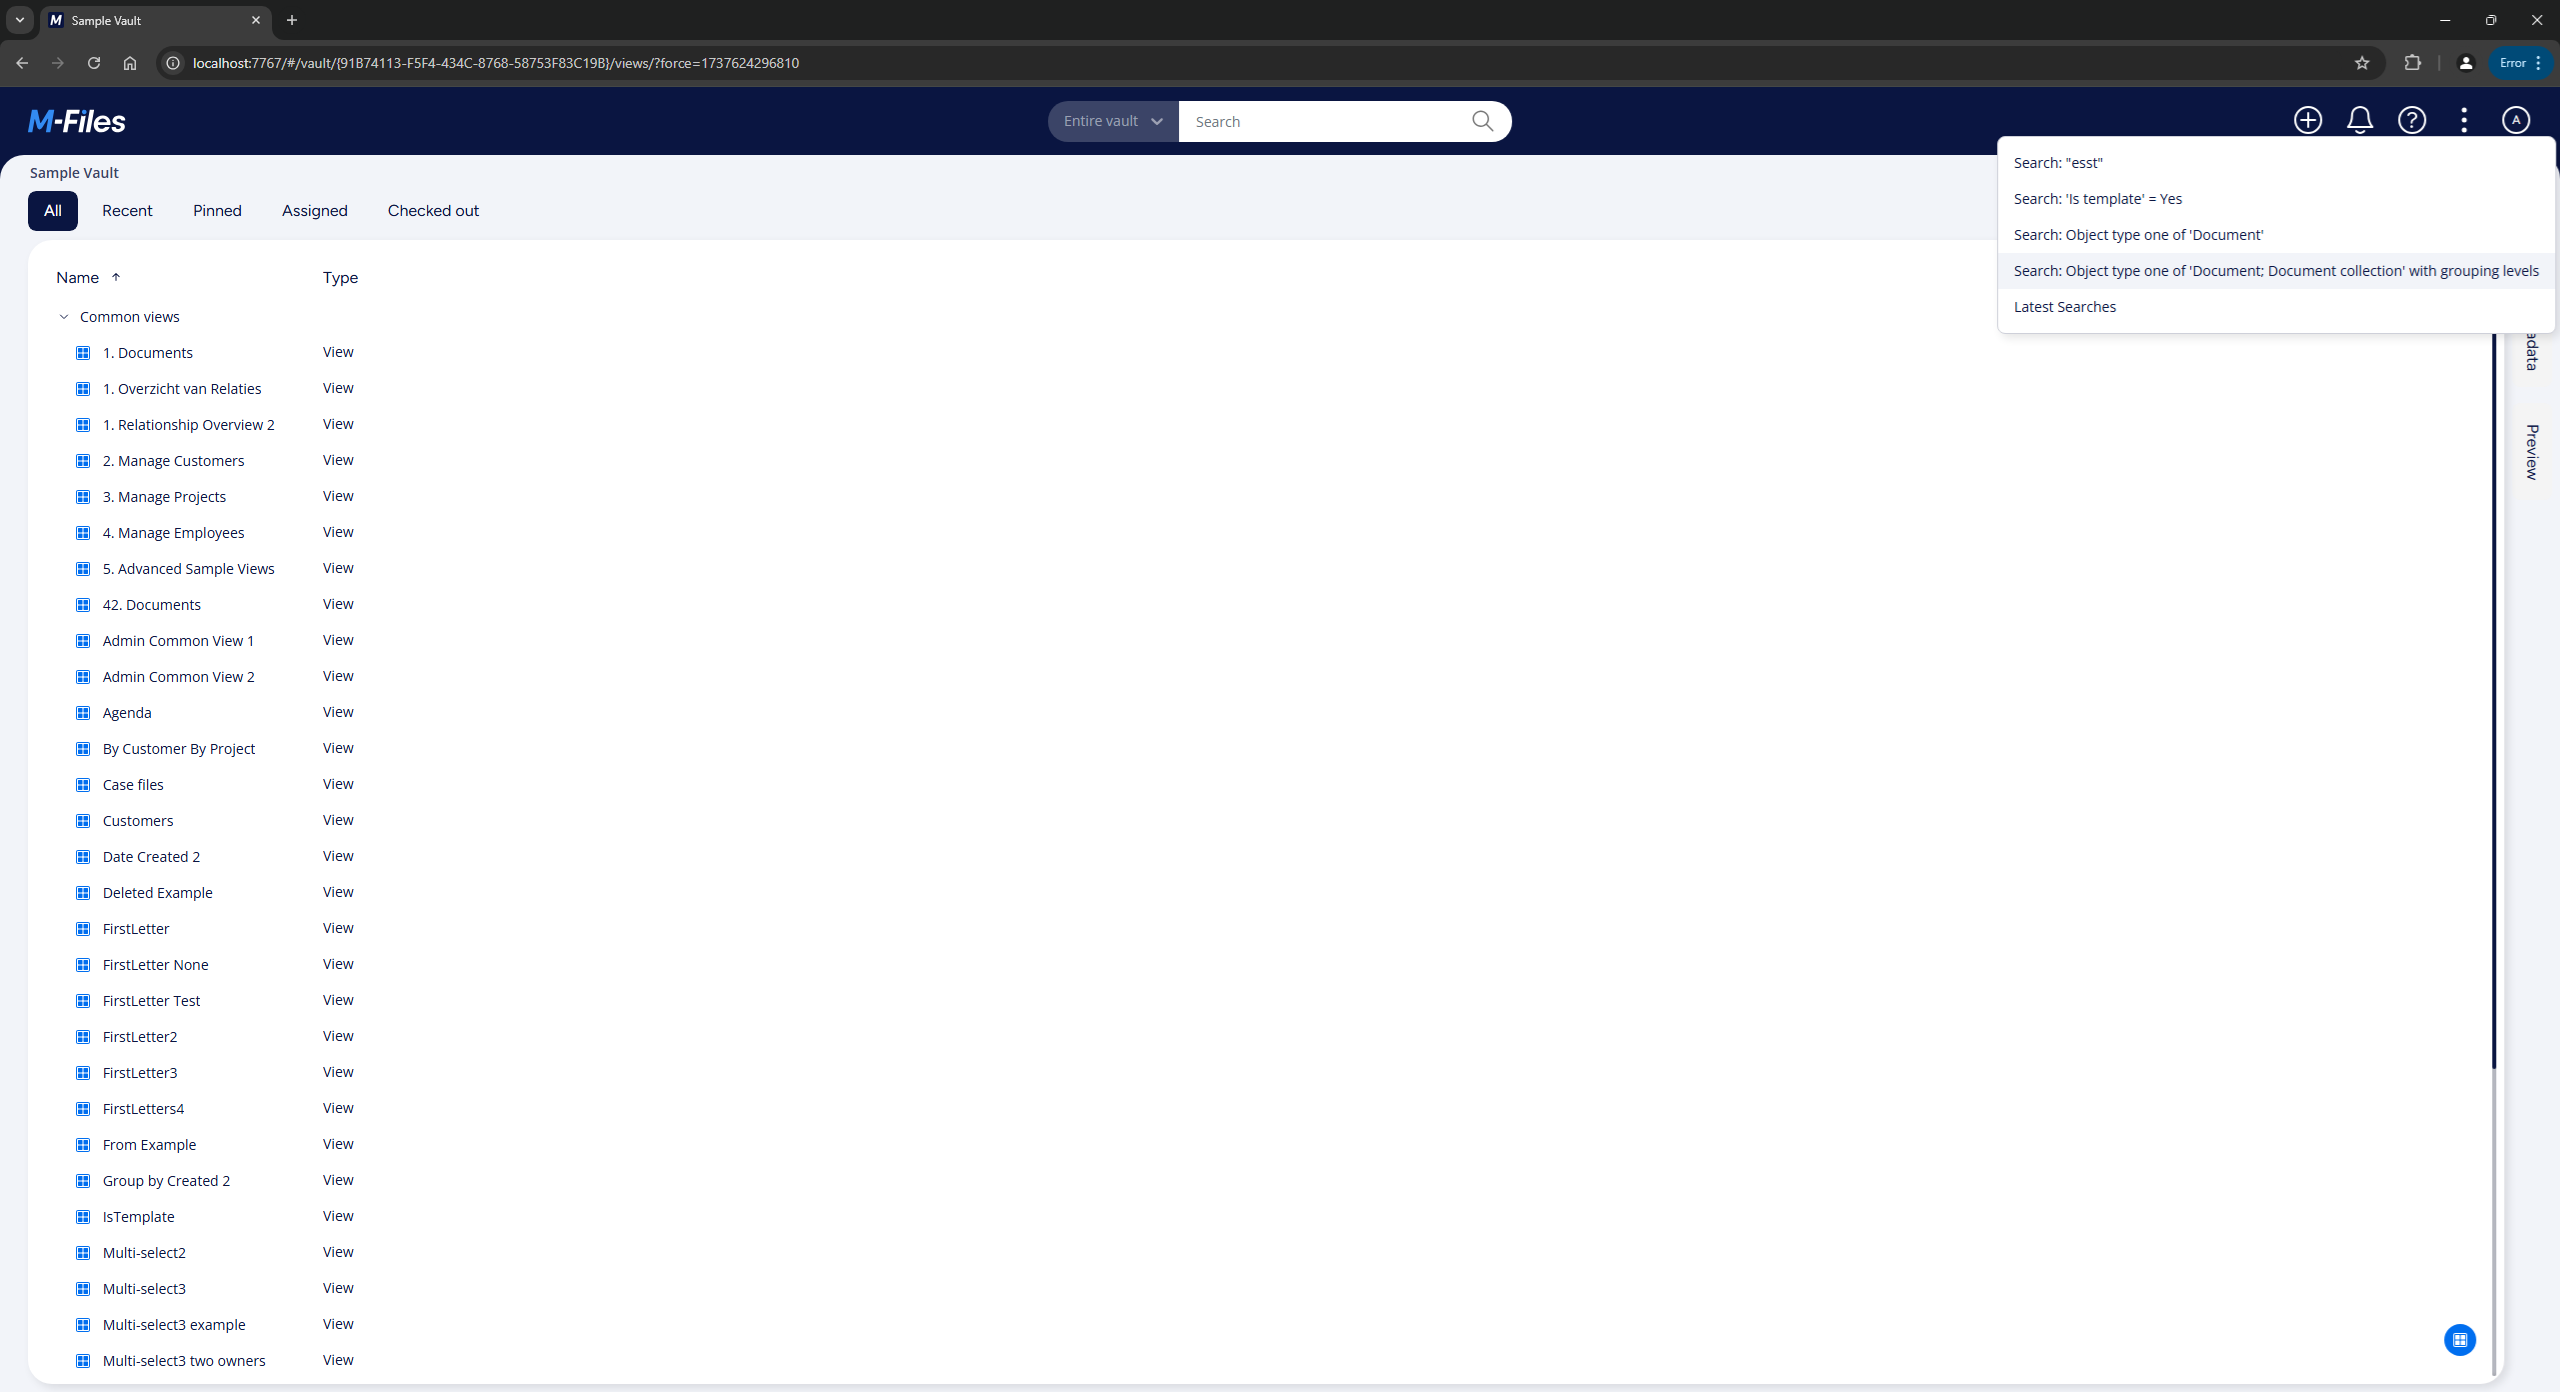 Sample Vault
localhost:7767/#/vault/{91B74113-F5F4-434C-8768-58753F83C19B}/views/?force=1737624296810
Error
M-Files
Entire vault
Search
A
Search: "esst"
Search: 'Is template' = Yes
Search: Object type one of 'Document'
Search: Object type one of 'Document; Document collection' with grouping levels
Latest Searches
Sample Vault
All Recent Pinned Assigned Checked out
Name Type
Common views
1. Documents View
1. Overzicht van Relaties View
1. Relationship Overview 2 View
2. Manage Customers View
3. Manage Projects View
4. Manage Employees View
5. Advanced Sample Views View
42. Documents View
Admin Common View 1 View
Admin Common View 2 View
Agenda View
By Customer By Project View
Case files View
Customers View
Date Created 2 View
Deleted Example View
FirstLetter View
FirstLetter None View
FirstLetter Test View
FirstLetter2 View
FirstLetter3 View
FirstLetters4 View
From Example View
Group by Created 2 View
IsTemplate View
Multi-select2 View
Multi-select3 View
Multi-select3 example View
Multi-select3 two owners View
adata
Preview